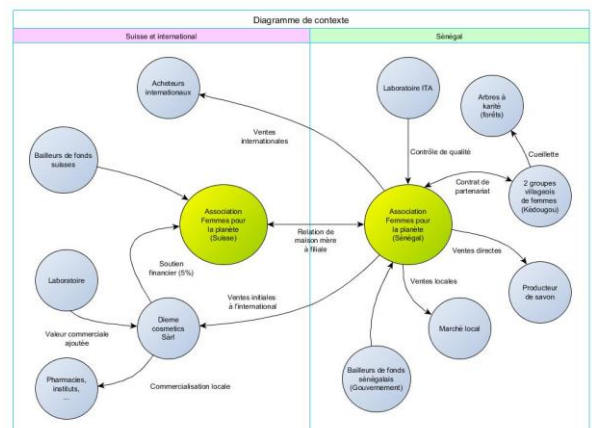 Diagramme de contexte
Suisse et international
Sénégal
Acheteurs
internationaux
Laboratoire ITA
Arbres à
karité
(forêts)
Ventes
internationales
Contrôle de qualité
Cueillette
Bailleurs de fonds
suisses
Contrat de
partenariat
2 groupes
villageois
de femmes
(Kédougou)
Association
Femmes pour
la planète
(Suisse)
Relation de
maison mère
à filiale
Association
Femmes pour
la planète
(Sénégal)
Ventes directes
Soutien
financier (5%)
Laboratoire
Ventes locales
Producteur
de savon
Ventes initiales
à l'international
Dieme
cosmetics
Sàrl
Marché local
Valeur commerciale
ajoutée
Pharmacies,
instituts,
...
Commercialisation locale
Bailleurs de fonds
sénégalais
(Gouvernement)